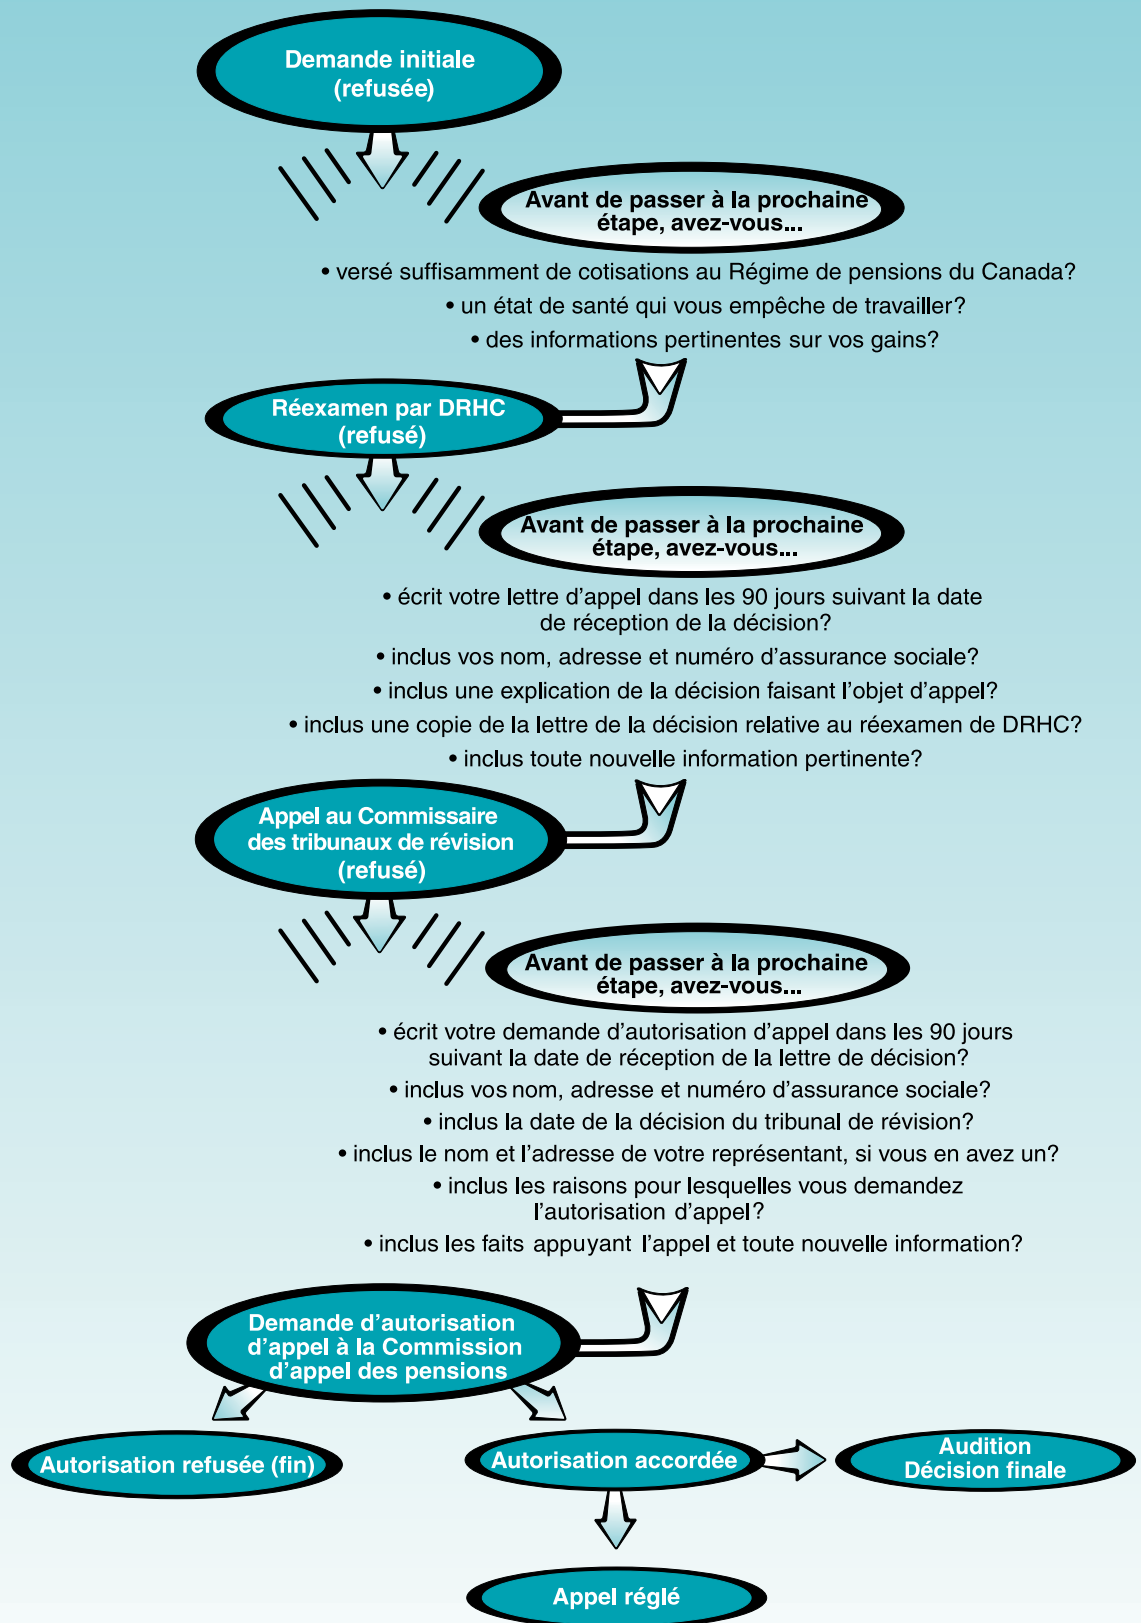 Demande initiale
(refusée)
Avant de passer à la prochaine
étape, avez-vous...
• versé suffisamment de cotisations au Régime de pensions du Canada?
• un état de santé qui vous empêche de travailler?
• des informations pertinentes sur vos gains?
Réexamen par DRHC
(refusé)
Avant de passer à la prochaine
étape, avez-vous...
• écrit votre lettre d'appel dans les 90 jours suivant la date
de réception de la décision?
• inclus vos nom, adresse et numéro d'assurance sociale?
• inclus une explication de la décision faisant l'objet d'appel?
• inclus une copie de la lettre de la décision relative au réexamen de DRHC?
• inclus toute nouvelle information pertinente?
Appel au Commissaire
des tribunaux de révision
(refusé)
Avant de passer à la prochaine
étape, avez-vous...
• écrit votre demande d'autorisation d'appel dans les 90 jours
suivant la date de réception de la lettre de décision?
• inclus vos nom, adresse et numéro d'assurance sociale?
• inclus la date de la décision du tribunal de révision?
• inclus le nom et l'adresse de votre représentant, si vous en avez un?
• inclus les raisons pour lesquelles vous demandez
l'autorisation d'appel?
• inclus les faits appuyant l'appel et toute nouvelle information?
Demande d'autorisation
d'appel à la Commission
d'appel des pensions
Autorisation refusée (fin)
Autorisation accordée
Audition
Décision finale
Appel réglé